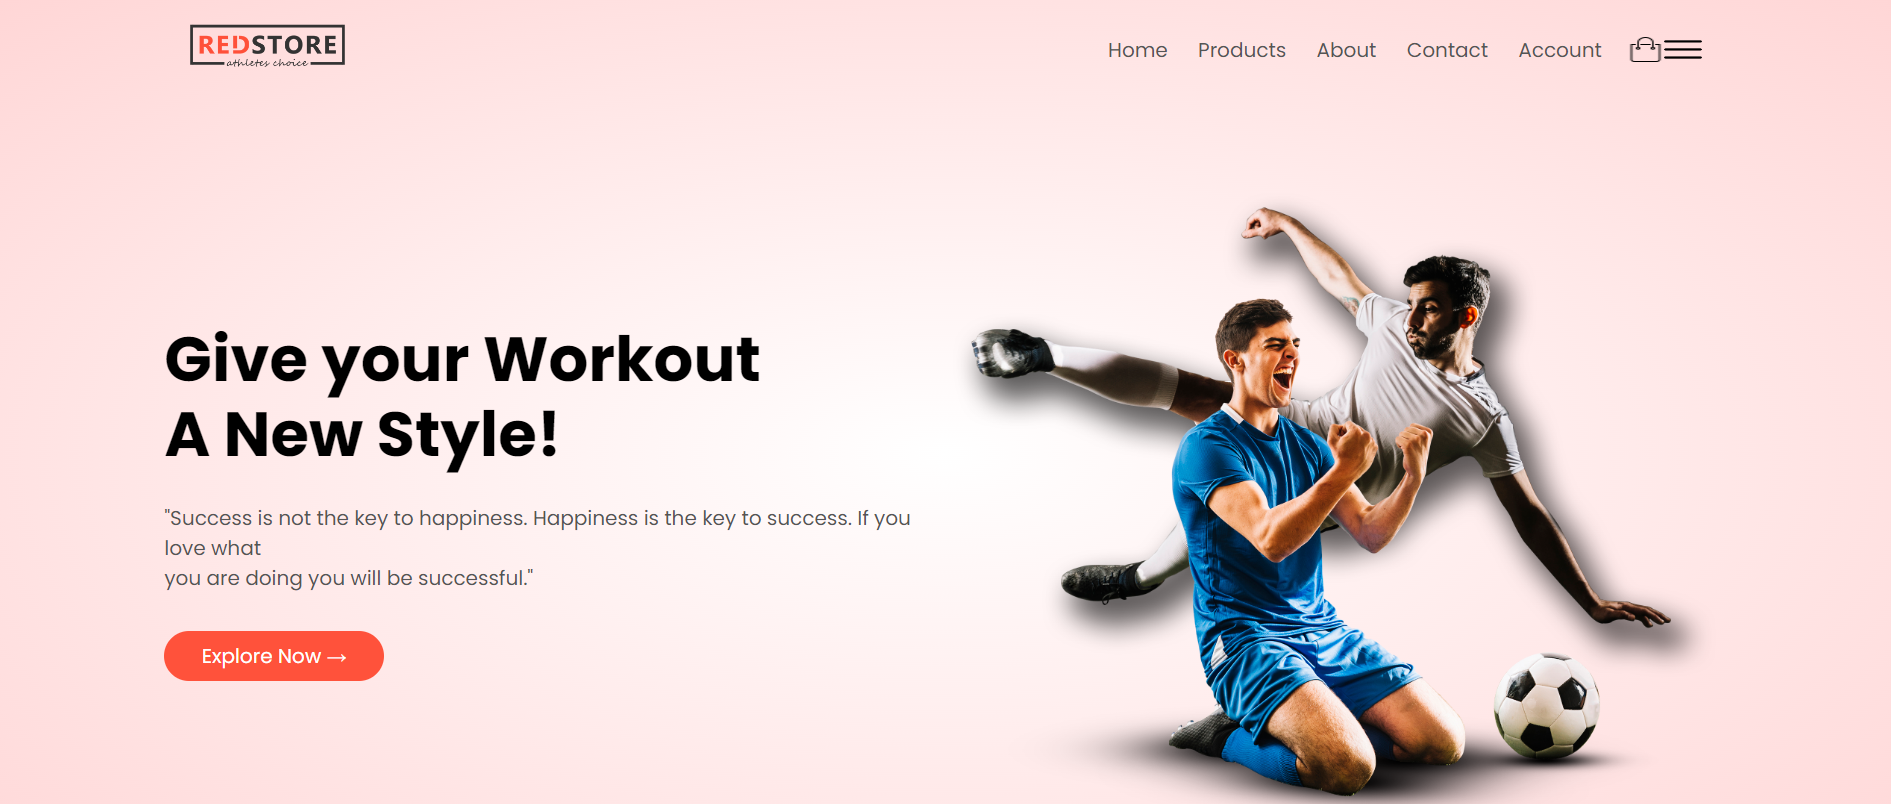 REDSTORE
athletes choice
Home Products About Contact Account
Give your Workout
A New Style!
"Success is not the key to happiness. Happiness is the key to success. If you
love what
you are doing you will be successful."
Explore Now →